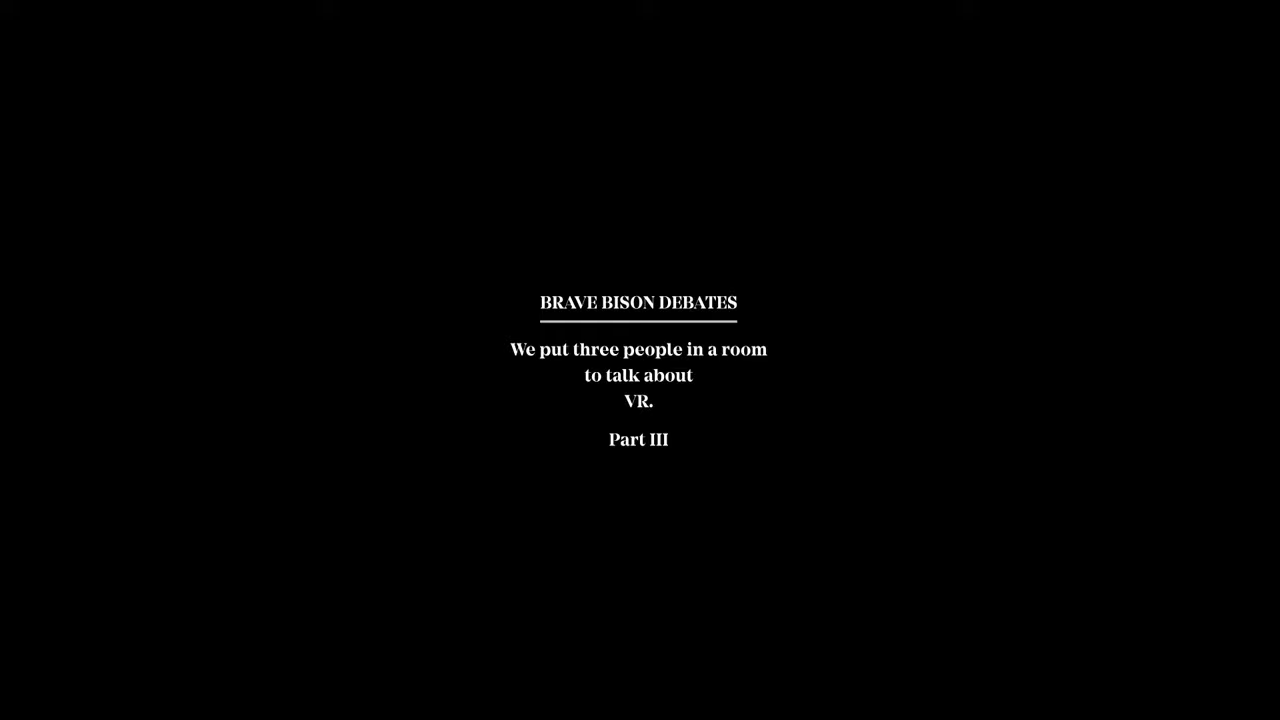 BRAVE BISON DEBATES
We put three people in a room
to talk about
VR.
Part III